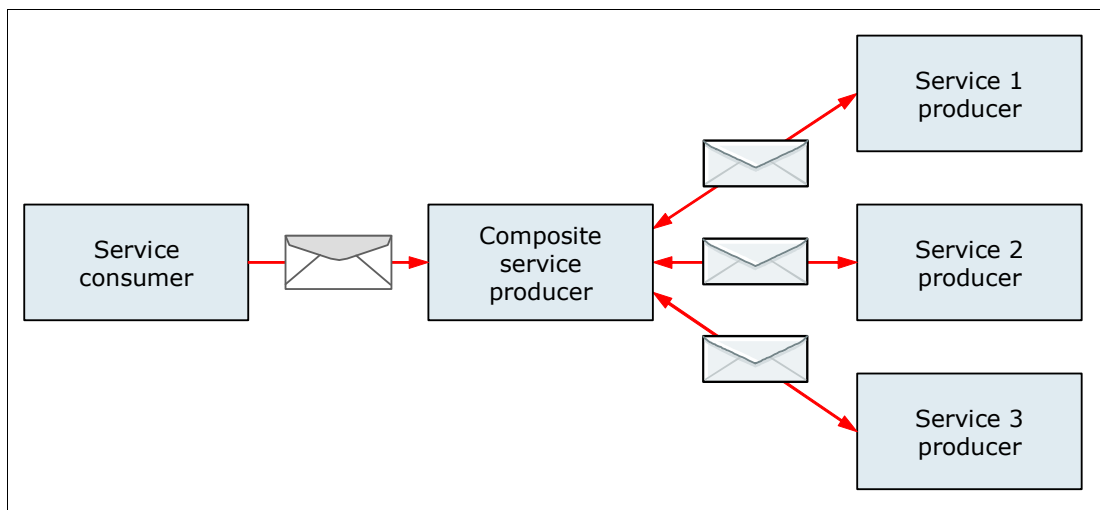 Service
consumer
Composite
service
producer
Service 1
producer
Service 2
producer
Service 3
producer